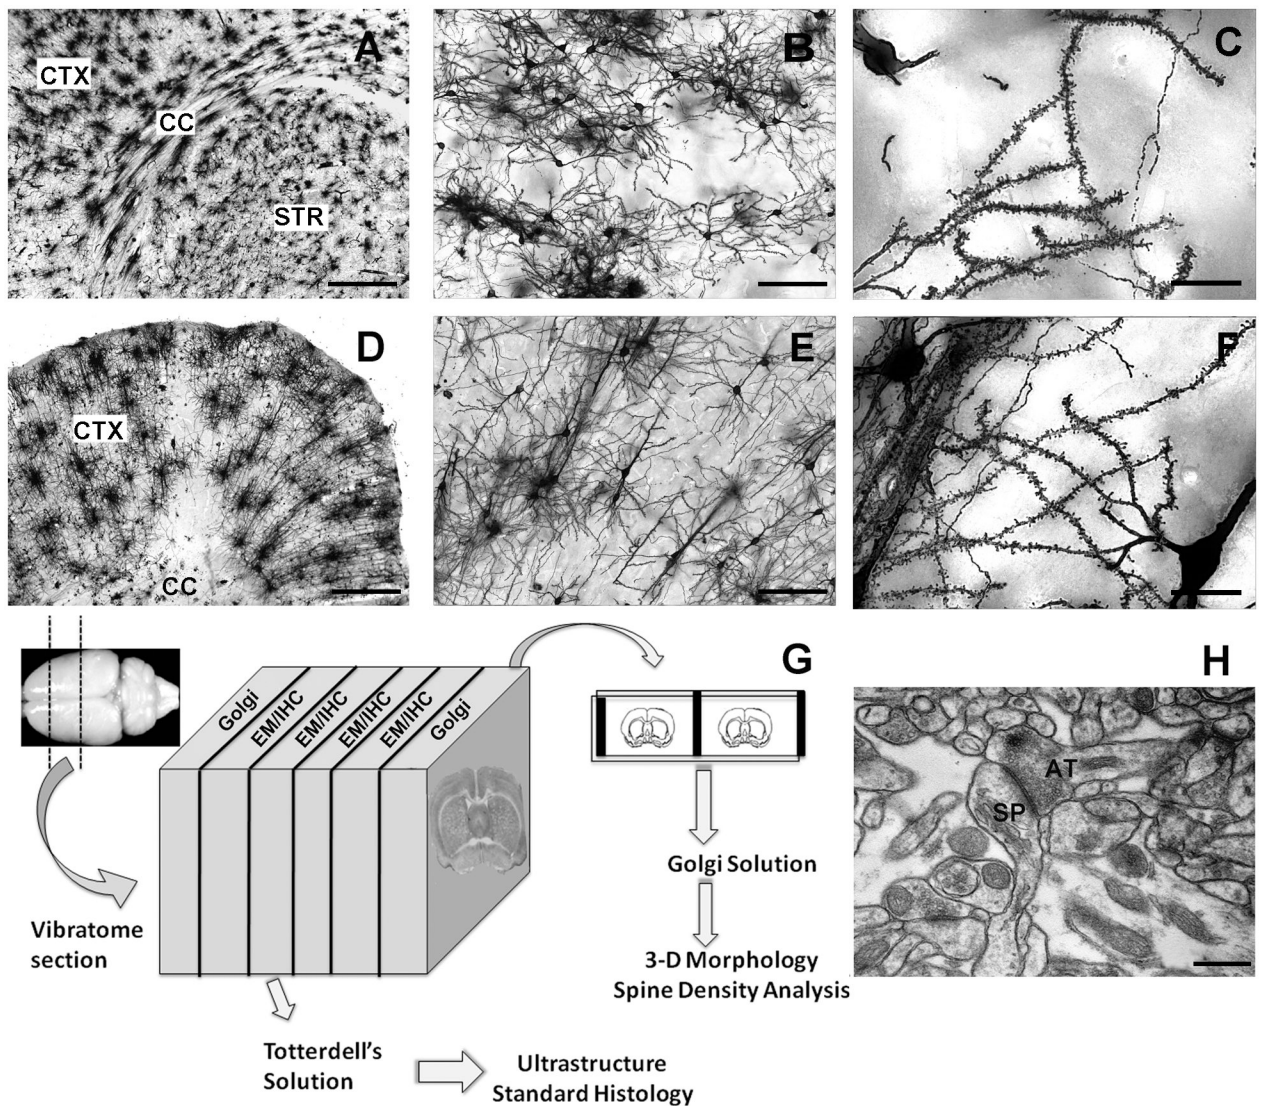 A
CTX
CC
STR
B
C
D
CTX
CC
E
F
G
H
Golgi
EM/IHC
EM/IHC
EM/IHC
EM/IHC
Golgi
AT
SP
Golgi Solution
Vibratome
section
3-D Morphology
Spine Density Analysis
Totterdell's
Solution
Ultrastructure
Standard Histology